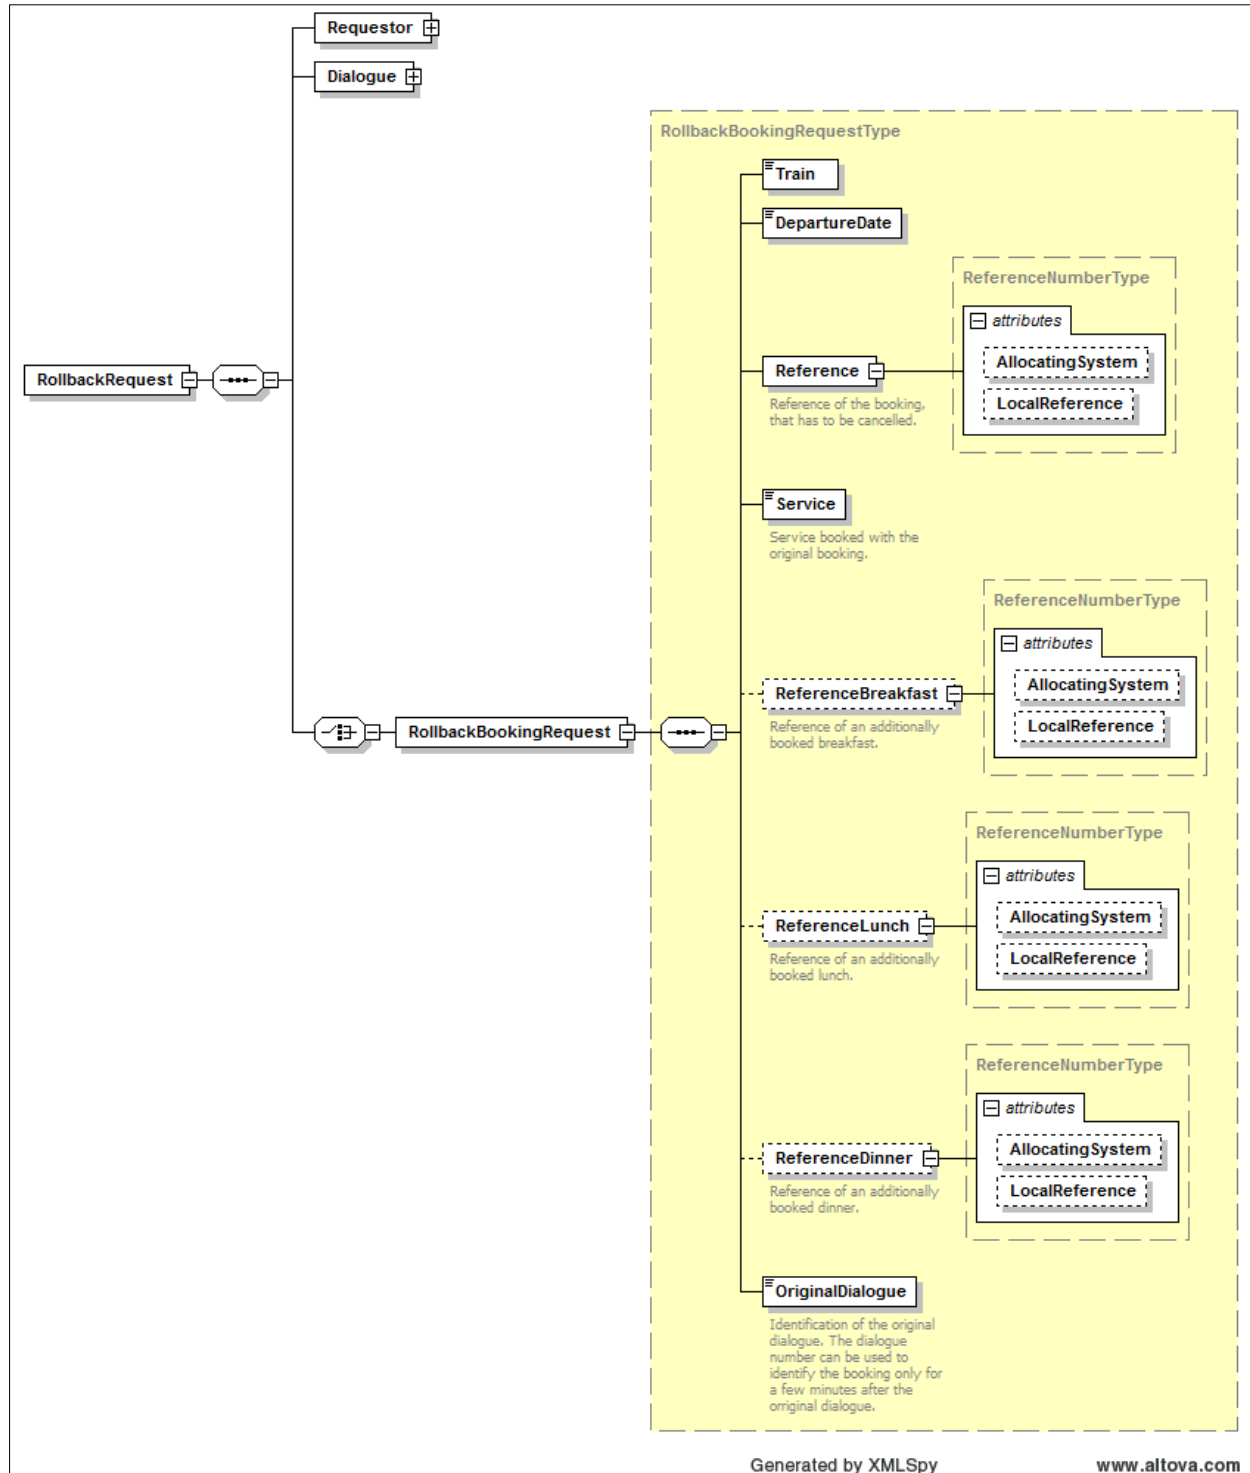 Requestor
Dialogue
RollbackBookingRequestType
Train
DepartureDate
ReferenceNumberType
attributes
AllocatingSystem
LocalReference
RollbackRequest
Reference
Reference of the booking,
that has to be cancelled.
Service
Service booked with the
original booking.
ReferenceNumberType
attributes
AllocatingSystem
LocalReference
ReferenceBreakfast
Reference of an additionally
booked breakfast.
RollbackBookingRequest
ReferenceNumberType
attributes
AllocatingSystem
LocalReference
ReferenceLunch
Reference of an additionally
booked lunch.
ReferenceNumberType
attributes
AllocatingSystem
LocalReference
ReferenceDinner
Reference of an additionally
booked dinner.
OriginalDialogue
Identification of the original
dialogue. The dialogue
number can be used to
identify the booking only for
a few minutes after the
orriginal dialogue.
Generated by XMLSpy
www.altova.com